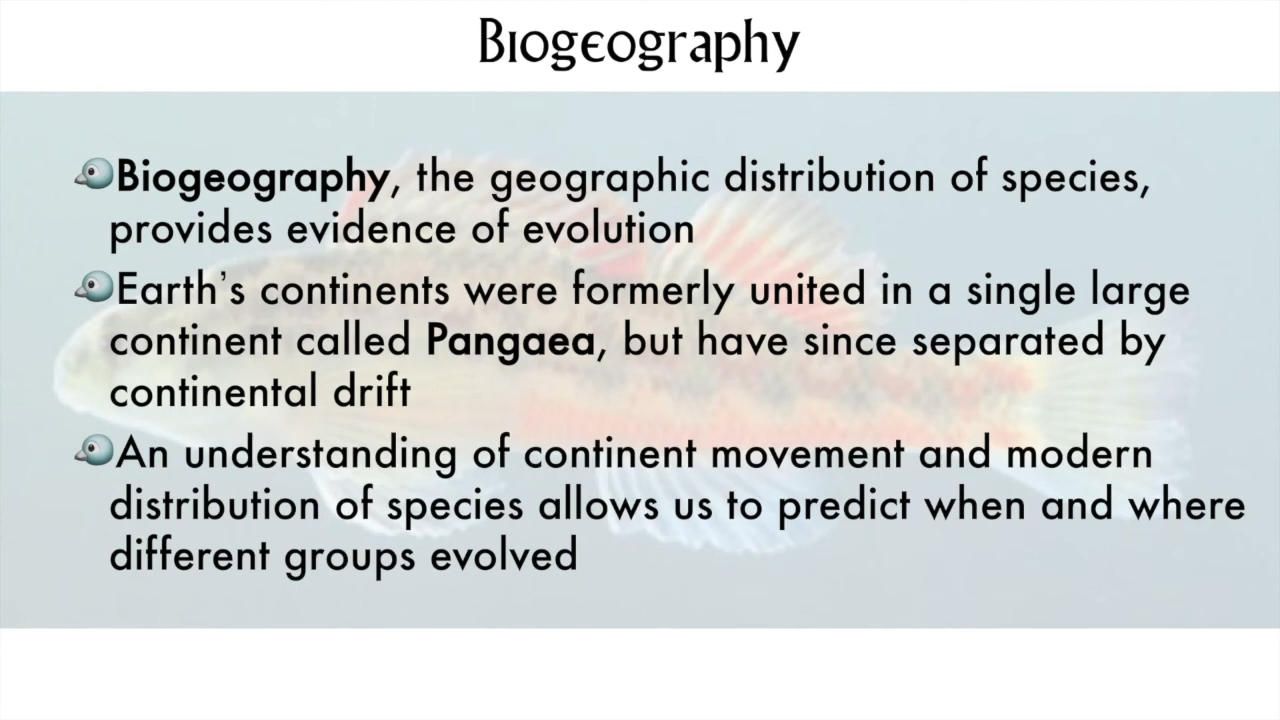 Biogeography
Biogeography, the geographic distribution of species,
provides evidence of evolution
Earth's continents were formerly united in a single large
continent called Pangaea, but have since separated by
continental drift
An understanding of continent movement and modern
distribution of species allows us to predict when and where
different groups evolved